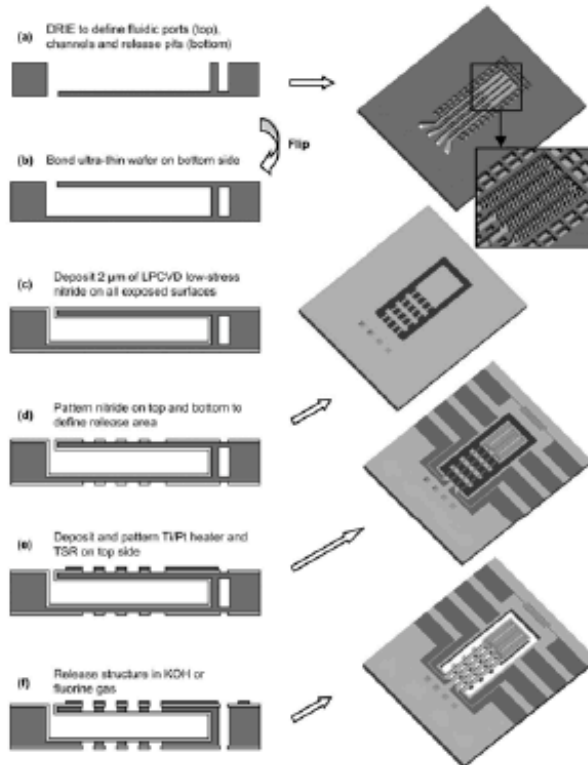 (a) DRIE to define fluidic ports (top),
channels and release pits (bottom)
Flip
(b) Bond ultra-thin wafer on bottom side
(c) Deposit 2 µm of LPCVD low-stress
nitride on all exposed surfaces
(d) Pattern nitride on top and bottom to
define release area
(e) Deposit and pattern Ti/Pt heater and
TSR on top side
(f) Release structure in KOH or
fluorine gas